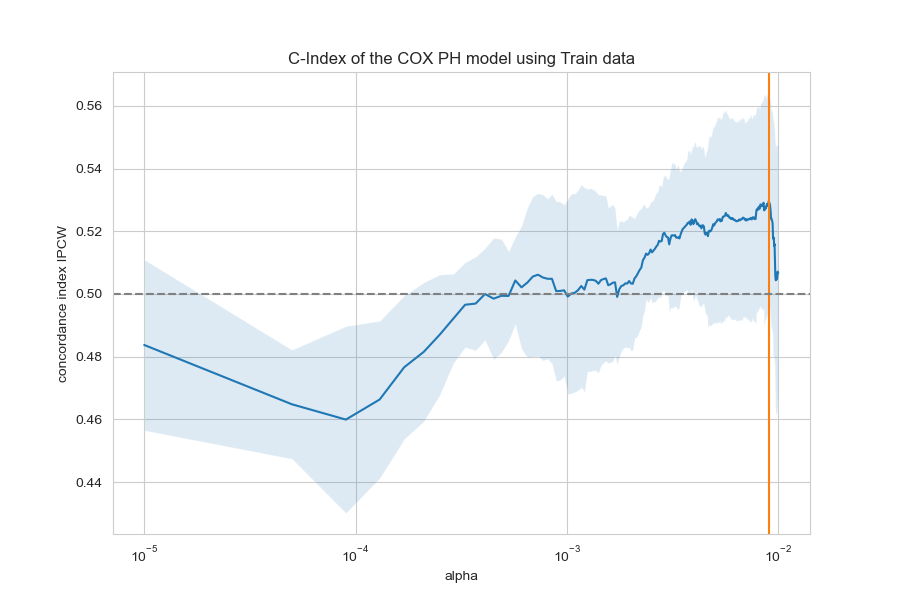 C-Index of the COX PH model using Train data
concordance index IPCW
0.56
0.54
0.52
0.50
0.48
0.46
0.44
10⁻⁵ 10⁻⁴ 10⁻³ 10⁻²
alpha